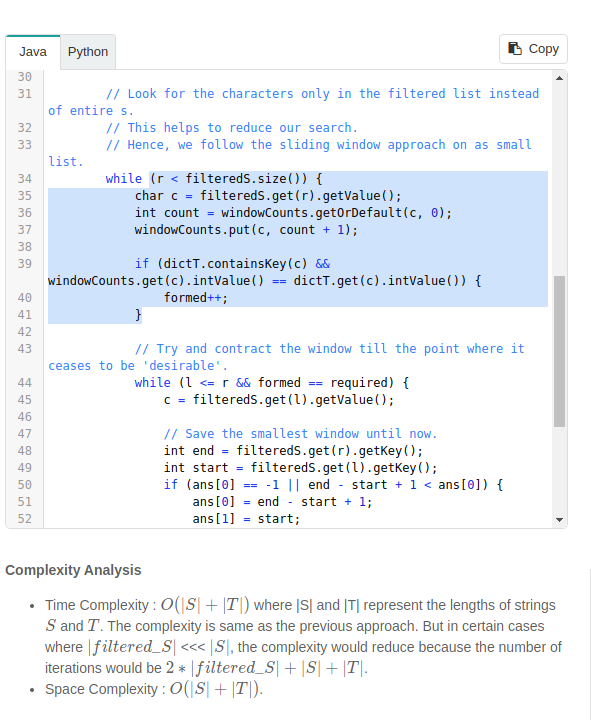 Java
Python
Copy
30
31 // Look for the characters only in the filtered list instead
of entire s.
32 // This helps to reduce our search.
33 // Hence, we follow the sliding window approach on as small
list.
34 while (r < filteredS.size()) {
35 char c = filteredS.get(r).getValue();
36 int count = windowCounts.getOrDefault(c, 0);
37 windowCounts.put(c, count + 1);
38
39 if (dictT.containsKey(c) &&
windowCounts.get(c).intValue() == dictT.get(c).intValue()) {
40 formed++;
41 }
42
43 // Try and contract the window till the point where it
ceases to be 'desirable'.
44 while (l <= r && formed == required) {
45 c = filteredS.get(l).getValue();
46
47 // Save the smallest window until now.
48 int end = filteredS.get(r).getKey();
49 int start = filteredS.get(l).getKey();
50 if (ans[0] == -1 || end - start + 1 < ans[0]) {
51 ans[0] = end - start + 1;
52 ans[1] = start;
Complexity Analysis
• Time Complexity : O(|S| + |T|) where |S| and |T| represent the lengths of strings
S and T. The complexity is same as the previous approach. But in certain cases
where |filtered_S| <<< |S|, the complexity would reduce because the number of
iterations would be 2 * |filtered_S| + |S| + |T|.
• Space Complexity : O(|S| + |T|).